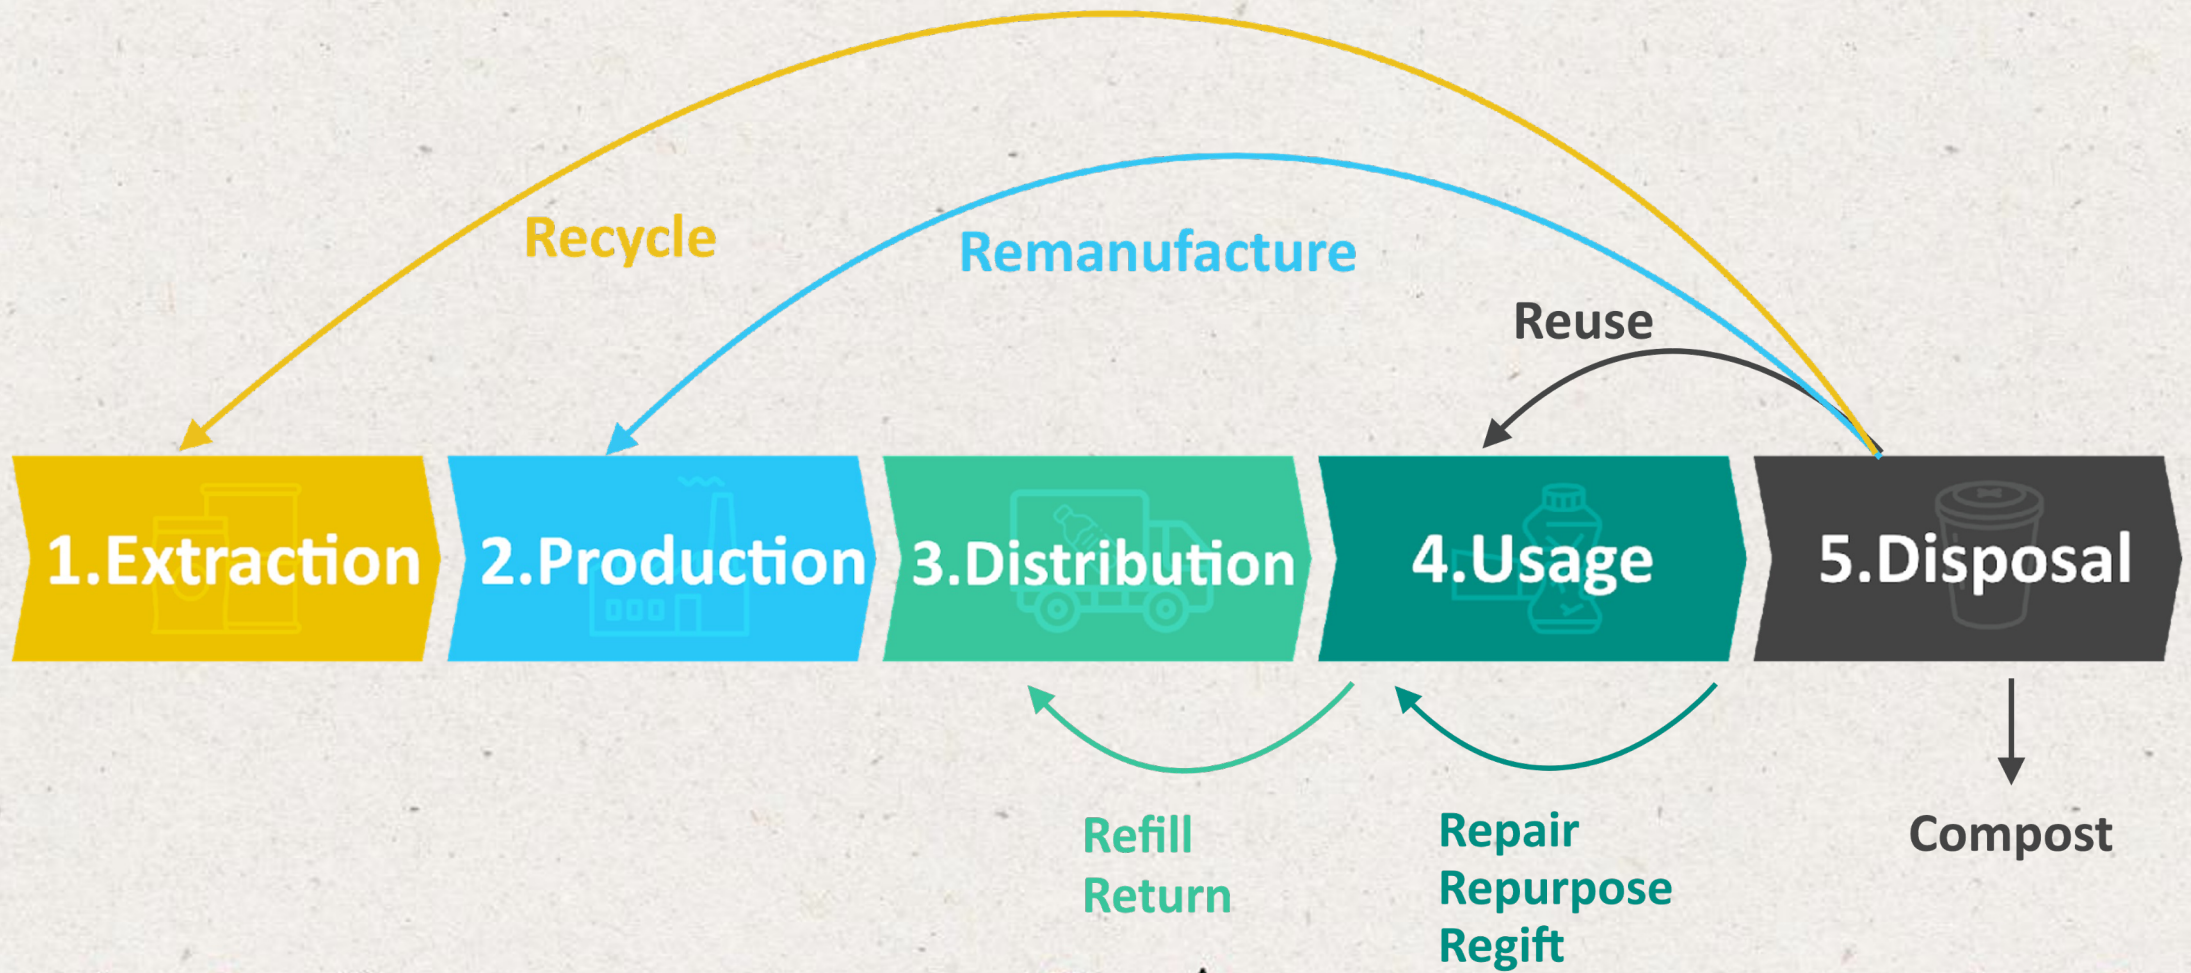 Recycle
Remanufacture
Reuse
1.Extraction
2.Production
3.Distribution
4.Usage
5.Disposal
Refill
Return
Repair
Repurpose
Regift
Compost